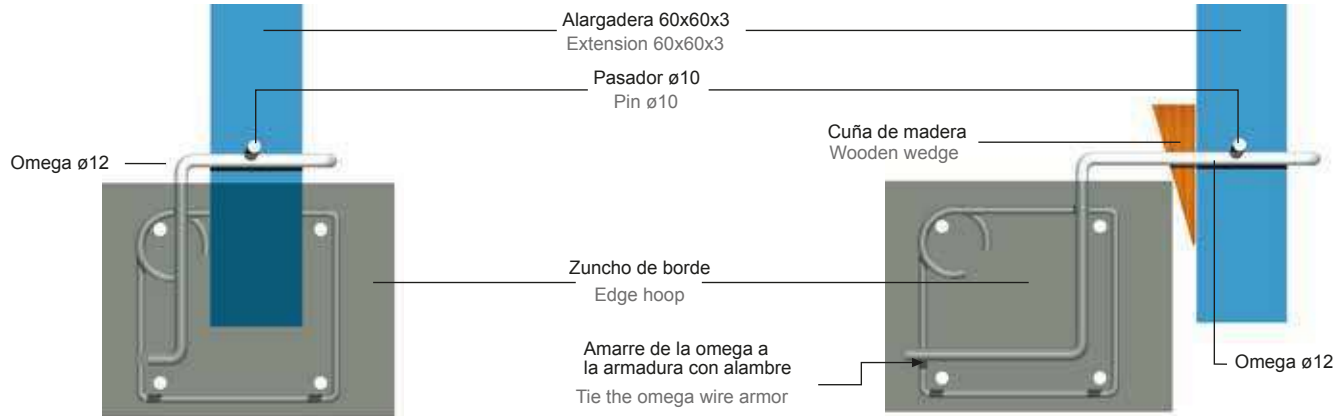 Alargadera 60x60x3
Extension 60x60x3
Pasador ø10
Pin ø10
Omega ø12
Cuña de madera
Wooden wedge
Zuncho de borde
Edge hoop
Amarre de la omega a
la armadura con alambre
Tie the omega wire armor
Omega ø12